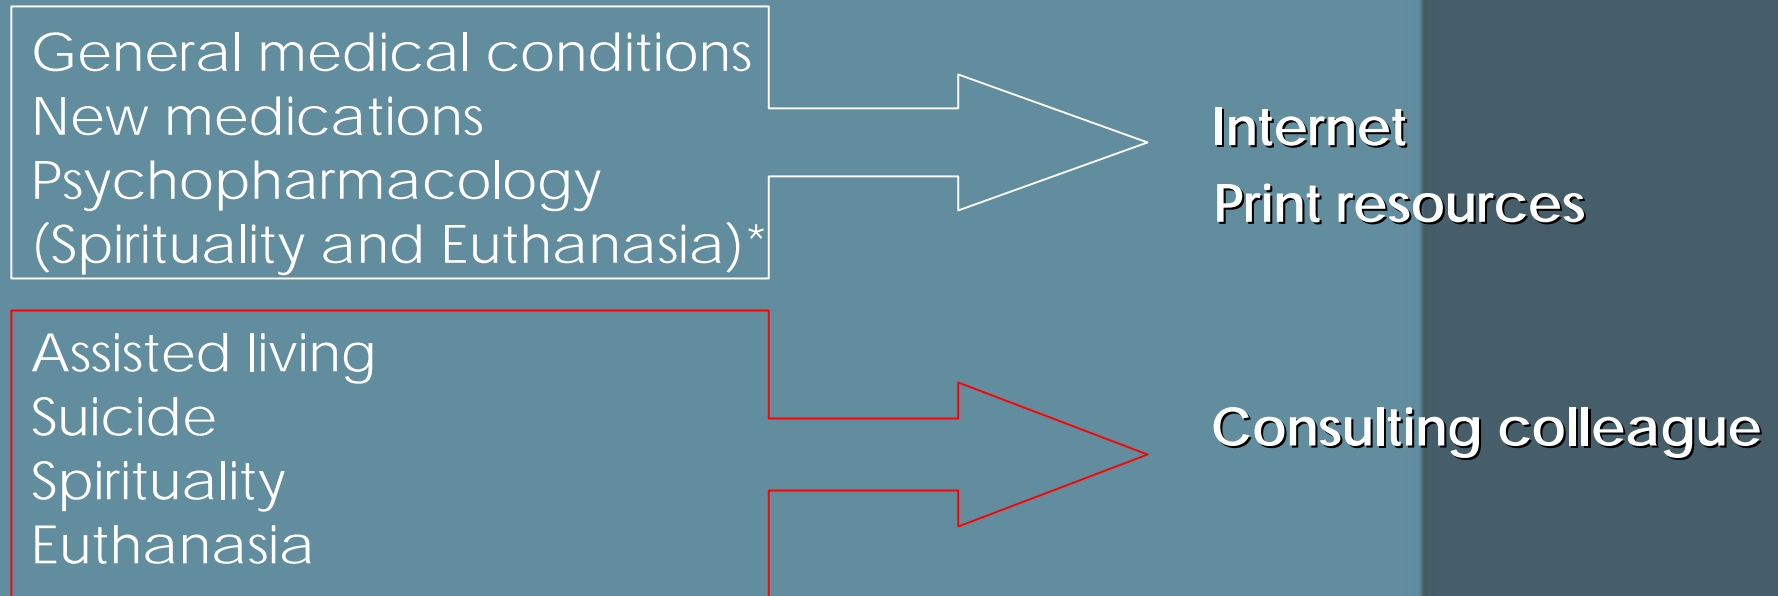 General medical conditions
New medications
Psychopharmacology
(Spirituality and Euthanasia)*
Internet
Print resources
Assisted living
Suicide
Spirituality
Euthanasia
Consulting colleague